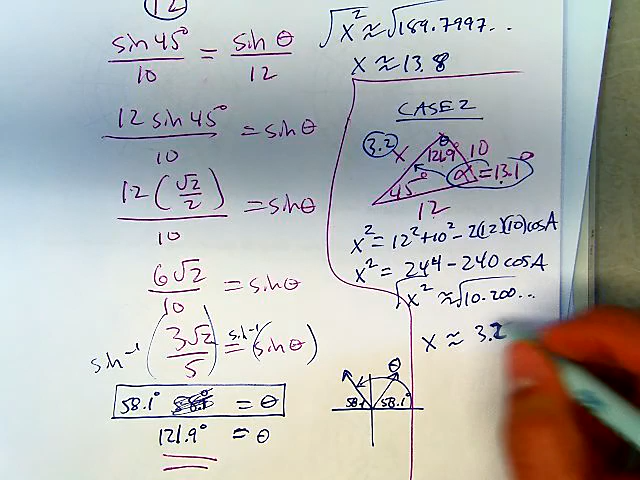 12
sin 45° / 10 = sin θ / 12
12 sin 45° / 10 = sin θ
12 (√2 / 2) / 10 = sin θ
6√2 / 10 = sin θ
sin⁻¹ (3√2 / 5) = sin⁻¹ (sin θ)
58.1° = θ
121.9° = θ
√x² ≈ √189.7997...
x ≈ 13.8
CASE 2
3.2
x
θ
121.9°
10
45°
α = 13.1°
12
x² = 12² + 10² - 2(12)(10) cos A
x² = 244 - 240 cos A
√x² ≈ √10.200...
x ≈ 3.2
θ
58.1° 58.1°